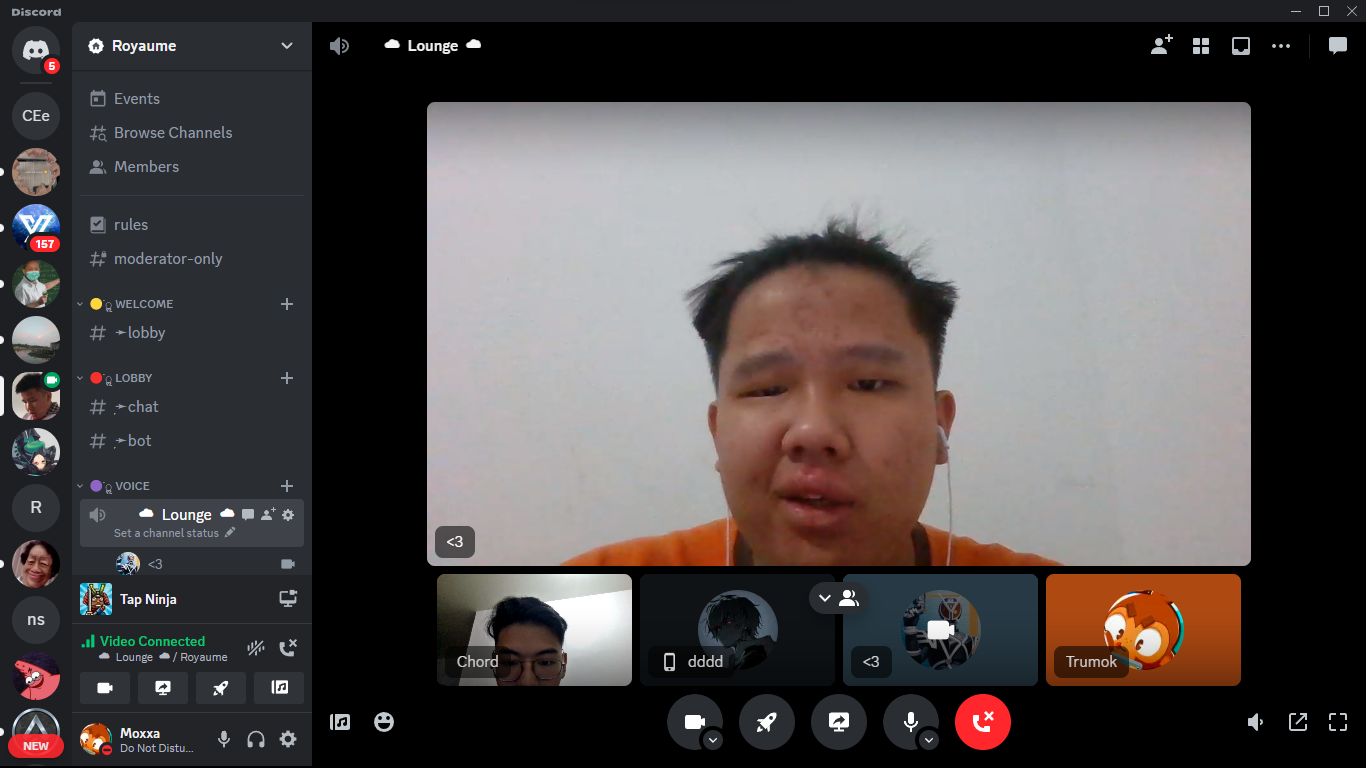 Discord
5
CEe
157
R
ns
NEW
Royaume
Events
Browse Channels
Members
rules
moderator-only
WELCOME
lobby
LOBBY
chat
bot
VOICE
Lounge
Set a channel status
<3
Tap Ninja
Video Connected
Lounge / Royaume
Moxxa
Do Not Distu...
Lounge
<3
Chord
dddd
<3
Trumok